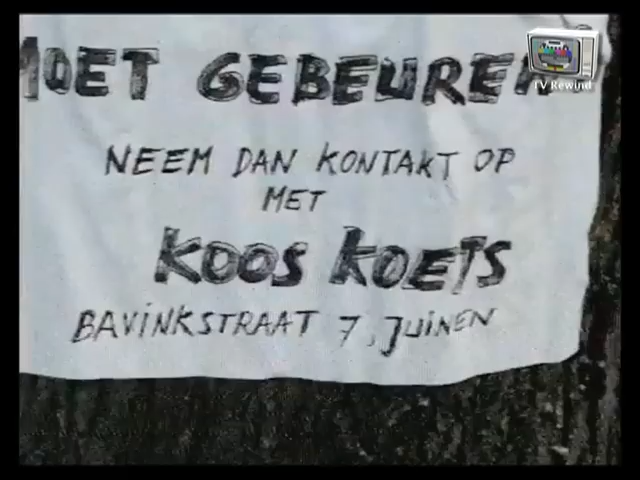 MOET GEBEUREN
NEEM DAN KONTAKT OP
MET
KOOS KOETS
BAVINKSTRAAT 7, JUINEN
TV Rewind